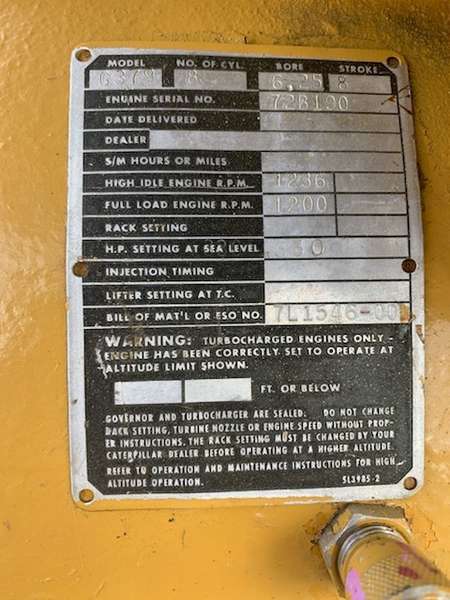 MODEL NO. OF CYL. BORE STROKE
G379 8 6.25 8
ENGINE SERIAL NO. 72B190
DATE DELIVERED
DEALER
S/M HOURS OR MILES
HIGH IDLE ENGINE R.P.M. 1236
FULL LOAD ENGINE R.P.M. 1200
RACK SETTING
H.P. SETTING AT SEA LEVEL
INJECTION TIMING
LIFTER SETTING AT T.C.
BILL OF MAT'L OR ESO NO. 7L1546-00
WARNING: TURBOCHARGED ENGINES ONLY -
ENGINE HAS BEEN CORRECTLY SET TO OPERATE AT
ALTITUDE LIMIT SHOWN.
FT. OR BELOW
GOVERNOR AND TURBOCHARGER ARE SEALED. DO NOT CHANGE
RACK SETTING, TURBINE NOZZLE OR ENGINE SPEED WITHOUT PROP-
ER INSTRUCTIONS. THE RACK SETTING MUST BE CHANGED BY YOUR
CATERPILLAR DEALER BEFORE OPERATING AT A HIGHER ALTITUDE.
REFER TO OPERATION AND MAINTENANCE INSTRUCTIONS FOR HIGH
ALTITUDE OPERATION. 5L3985-2